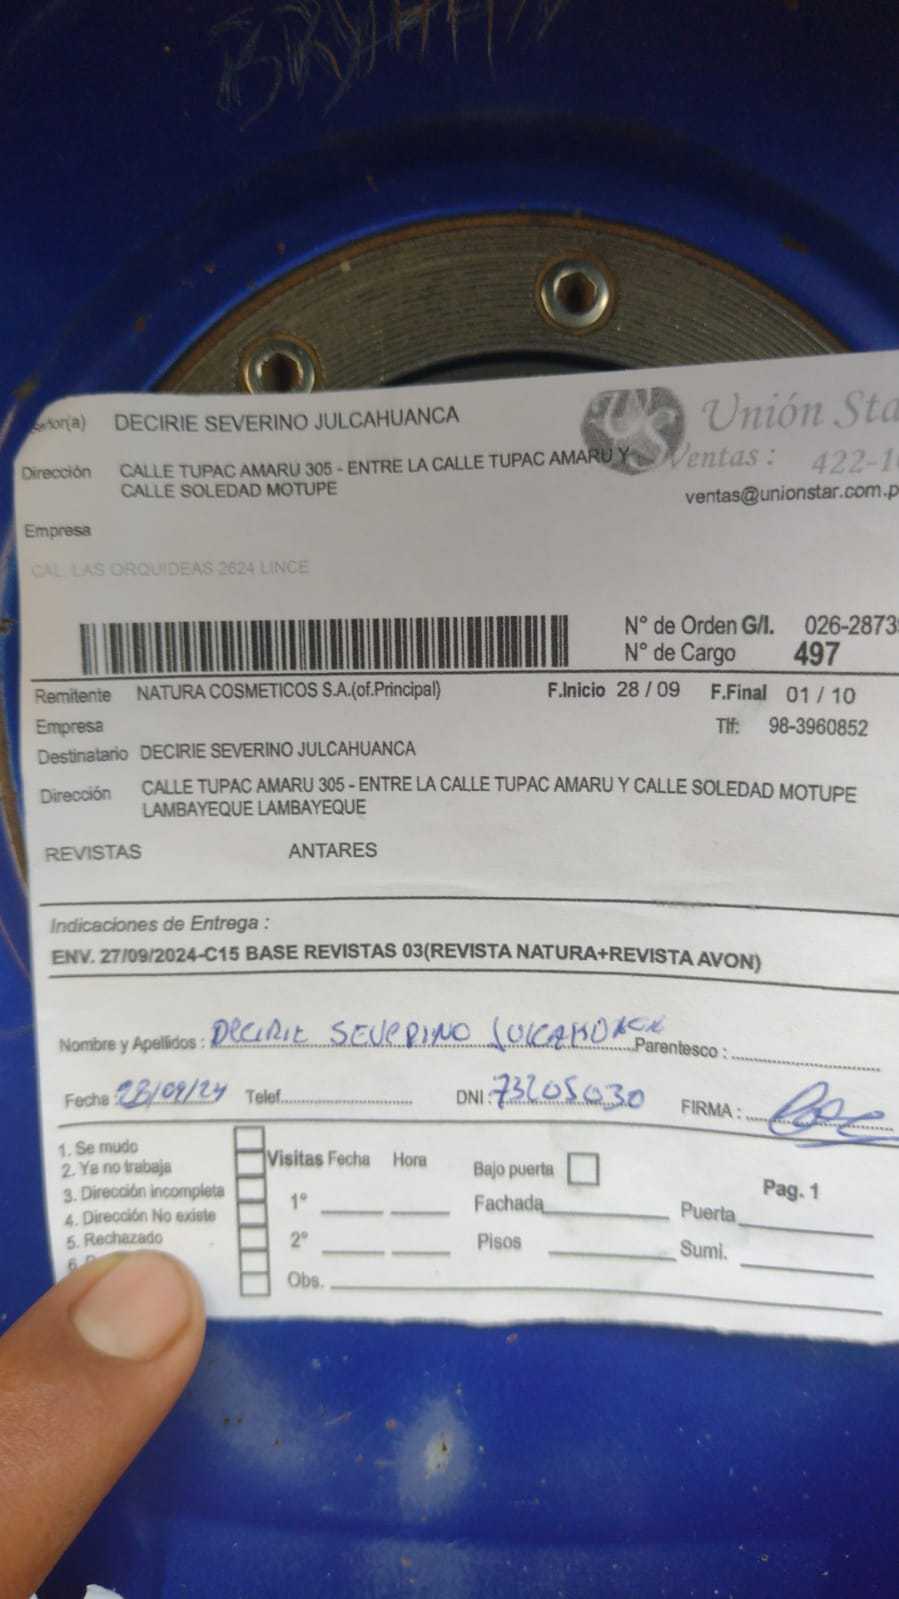 DECIRIE SEVERINO JULCAHUANCA
Unión Sta
Dirección CALLE TUPAC AMARU 305 - ENTRE LA CALLE TUPAC AMARU Y
CALLE SOLEDAD MOTUPE
Ventas : 422-1
ventas@unionstar.com.p
Empresa
CAL. LAS ORQUIDEAS 2624 LINCE
N° de Orden G/I. 026-2873
N° de Cargo 497
Remitente NATURA COSMETICOS S.A.(of.Principal) F.Inicio 28 / 09 F.Final 01 / 10
Empresa Tlf: 98-3960852
Destinatario DECIRIE SEVERINO JULCAHUANCA
Dirección CALLE TUPAC AMARU 305 - ENTRE LA CALLE TUPAC AMARU Y CALLE SOLEDAD MOTUPE
LAMBAYEQUE LAMBAYEQUE
REVISTAS ANTARES
Indicaciones de Entrega :
ENV. 27/09/2024-C15 BASE REVISTAS 03(REVISTA NATURA+REVISTA AVON)
Nombre y Apellidos : DECIRIE SEVERINO Parentesco :
Fecha : /09/24 Telef. DNI : 73205030 FIRMA :
1. Se mudo
2. Ya no trabaja
3. Dirección incompleta
4. Dirección No existe
5. Rechazado
6.
Visitas Fecha Hora
1°
2°
Obs.
Bajo puerta
Fachada
Pisos
Pag. 1
Puerta
Sumi.